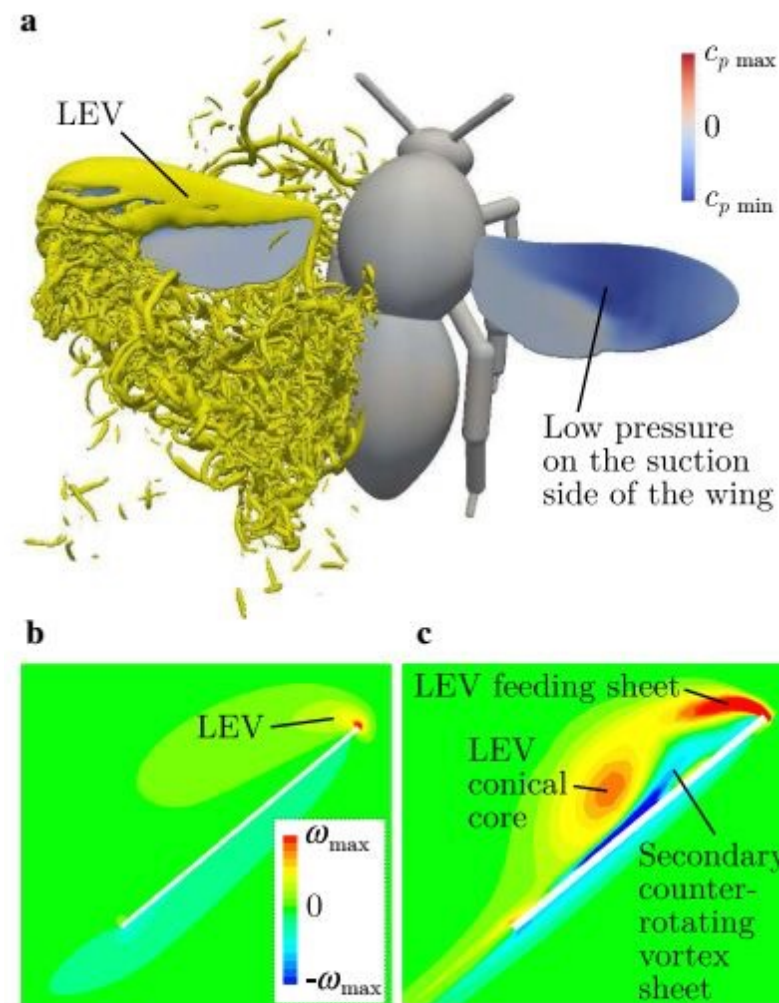 a
LEV
c_p max
0
c_p min
Low pressure
on the suction
side of the wing
b
LEV
ω_max
0
-ω_max
c
LEV feeding sheet
LEV
conical
core
Secondary
counter-
rotating
vortex
sheet